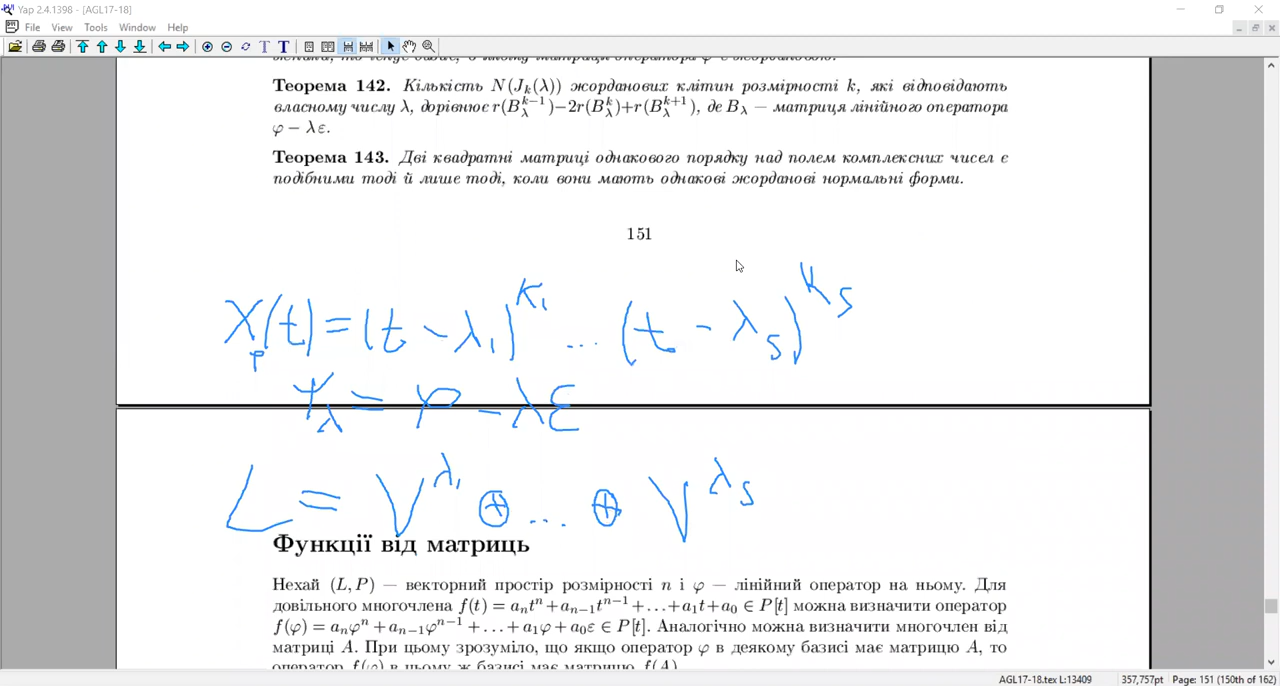 Yap 2.4.1398 - [AGL17-18]
File View Tools Window Help
Теорема 142. Кількість N(J_k(λ)) жорданових клітин розмірності k, які відповідають
власному числу λ, дорівнює r(B_λ^{k−1})−2r(B_λ^k)+r(B_λ^{k+1}), де B_λ — матриця лінійного оператора
φ − λε.
Теорема 143. Дві квадратні матриці однакового порядку над полем комплексних чисел є
подібними тоді й лише тоді, коли вони мають однакові жорданові нормальні форми.
151
χ_φ(t) = (t − λ_1)^{k_1} ... (t − λ_s)^{k_s}
ψ_λ = φ − λε
L = V^{λ_1} ⊕ ... ⊕ V^{λ_s}
Функції від матриць
Нехай (L, P) — векторний простір розмірності n і φ — лінійний оператор на ньому. Для
довільного многочлена f(t) = a_n t^n + a_{n−1} t^{n−1} + . . . + a_1 t + a_0 ∈ P[t] можна визначити оператор
f(φ) = a_n φ^n + a_{n−1} φ^{n−1} + . . . + a_1 φ + a_0 ε ∈ P[t]. Аналогічно можна визначити многочлен від
матриці A. При цьому зрозуміло, що якщо оператор φ в деякому базисі має матрицю A, то
оператор f(φ) в цьому ж базисі має матрицю f(A)
AGL17-18.tex L:13409 357,757pt Page: 151 (150th of 162)